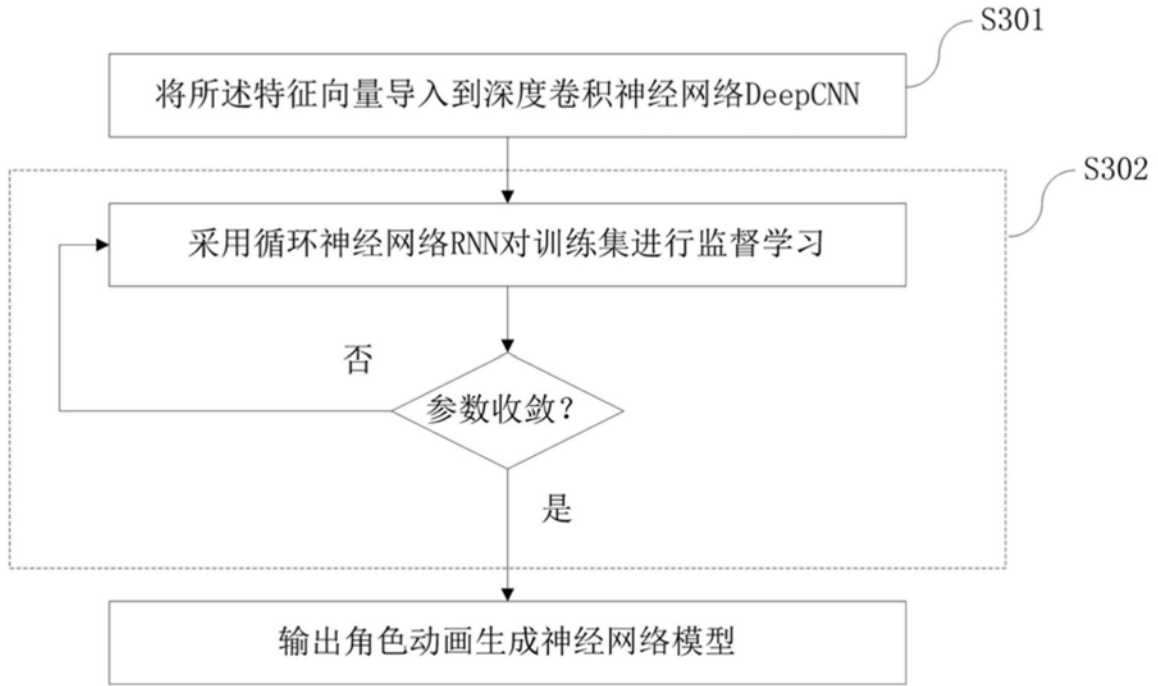 S301
将所述特征向量导入到深度卷积神经网络DeepCNN
S302
采用循环神经网络RNN对训练集进行监督学习
否
参数收敛？
是
输出角色动画生成神经网络模型